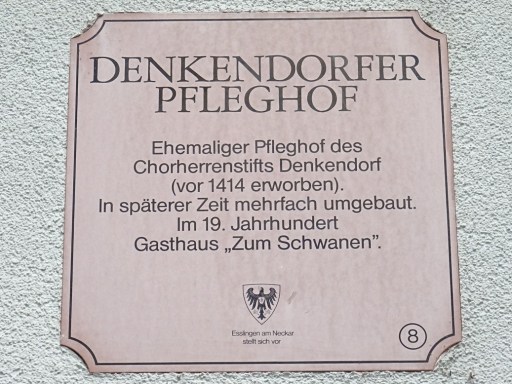 DENKENDORFER
PFLEGHOF
Ehemaliger Pfleghof des
Chorherrenstifts Denkendorf
(vor 1414 erworben).
In späterer Zeit mehrfach umgebaut.
Im 19. Jahrhundert
Gasthaus „Zum Schwanen”.
Esslingen am Neckar
stellt sich vor
8